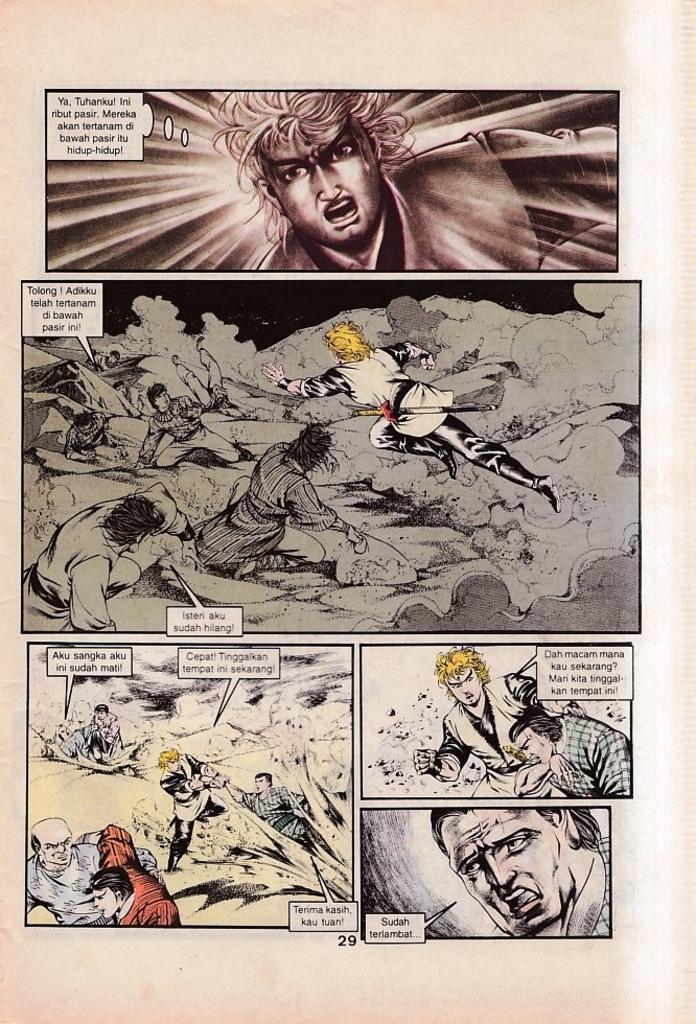 Ya, Tuhanku! Ini
ribut pasir. Mereka
akan tertanam di
bawah pasir itu
hidup-hidup!
Tolong ! Adikku
telah tertanam
di bawah
pasir ini!
Isteri aku
sudah hilang!
Aku sangka aku
ini sudah mati!
Cepat! Tinggalkan
tempat ini sekarang!
Terima kasih,
kau tuan!
Dah macam mana
kau sekarang?
Mari kita tinggal-
kan tempat ini!
Sudah
terlambat...
29